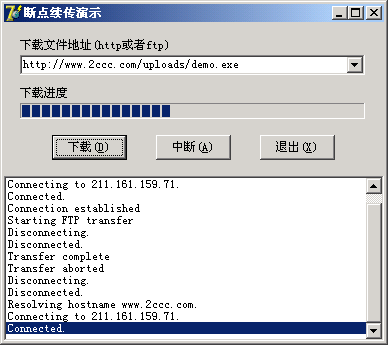 断点续传演示
下载文件地址(http或者ftp)
http://www.2ccc.com/uploads/demo.exe
下载进度
下载(D) 中断(A) 退出(X)
Connecting to 211.161.159.71.
Connected.
Connection established
Starting FTP transfer
Disconnecting.
Disconnected.
Transfer complete
Transfer aborted
Disconnecting.
Disconnected.
Resolving hostname www.2ccc.com.
Connecting to 211.161.159.71.
Connected.